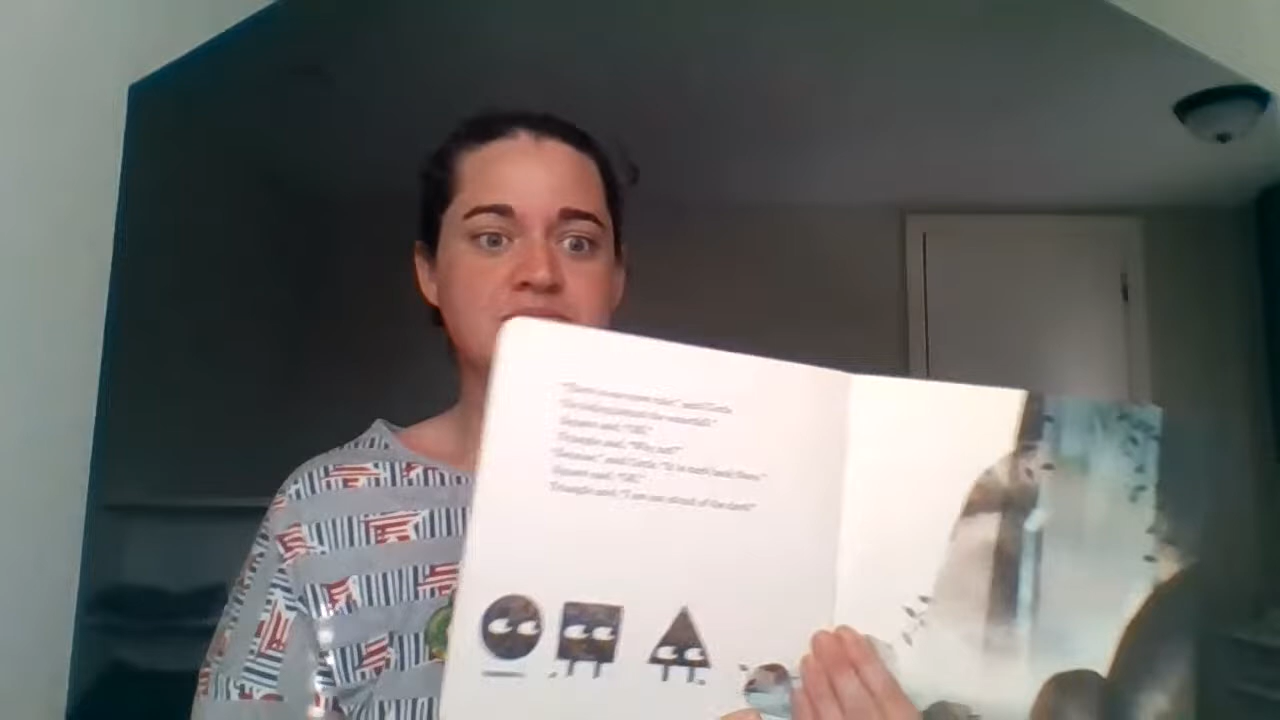 "There is one more rule," said Circle.
"Do not go behind the waterfall."
Square said, "OK."
Triangle said, "Why not?"
"Because," said Circle. "It is dark back there."
Square said, "OK."
Triangle said, "I am not afraid of the dark."